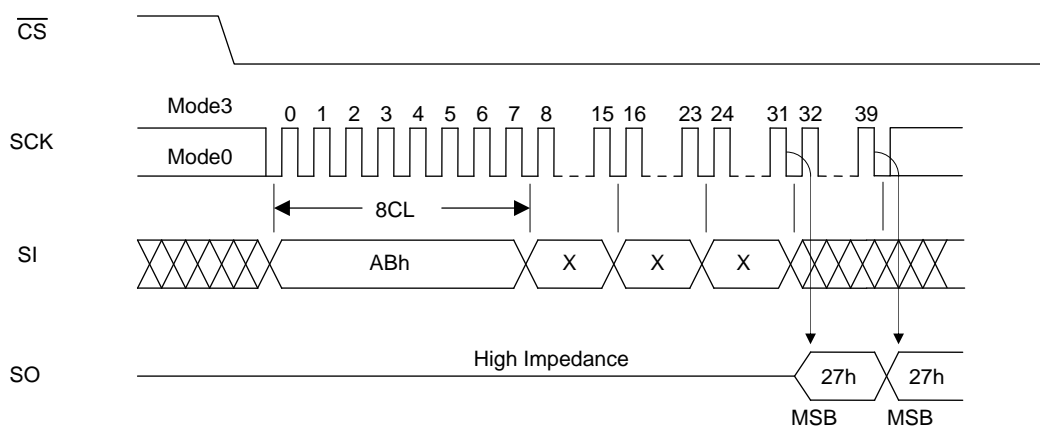 CS
Mode3
0 1 2 3 4 5 6 7 8 15 16 23 24 31 32 39
SCK
Mode0
8CL
SI
ABh X X X
High Impedance
SO
27h 27h
MSB MSB